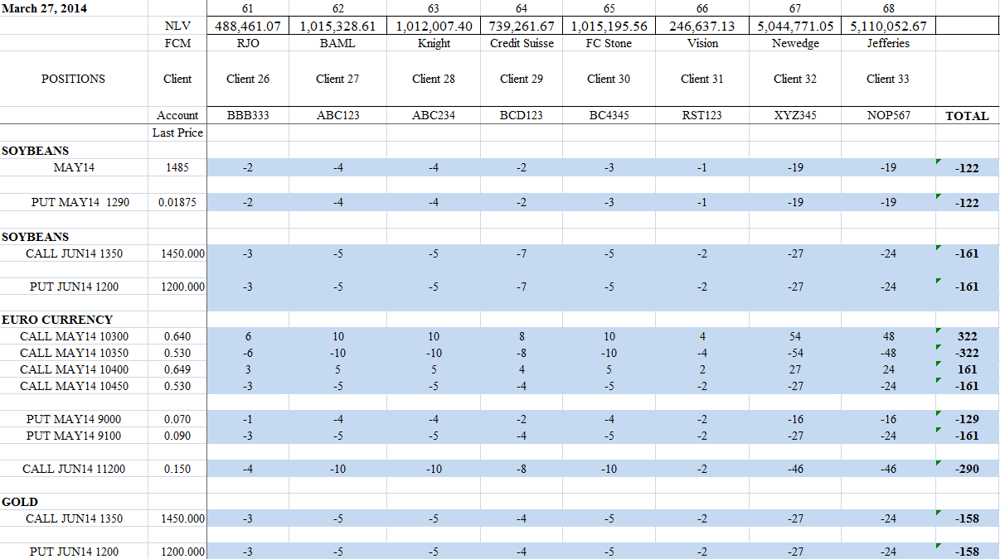 March 27, 2014 61 62 63 64 65 66 67 68
NLV 488,461.07 1,015,328.61 1,012,007.40 739,261.67 1,015,195.56 246,637.13 5,044,771.05 5,110,052.67
FCM RJO BAML Knight Credit Suisse FC Stone Vision Newedge Jefferies
POSITIONS Client Client 26 Client 27 Client 28 Client 29 Client 30 Client 31 Client 32 Client 33
Account BBB333 ABC123 ABC234 BCD123 BC4345 RST123 XYZ345 NOP567 TOTAL
Last Price
SOYBEANS
MAY14 1485 -2 -4 -4 -2 -3 -1 -19 -19 -122
PUT MAY14 1290 0.01875 -2 -4 -4 -2 -3 -1 -19 -19 -122
SOYBEANS
CALL JUN14 1350 1450.000 -3 -5 -5 -7 -5 -2 -27 -24 -161
PUT JUN14 1200 1200.000 -3 -5 -5 -7 -5 -2 -27 -24 -161
EURO CURRENCY
CALL MAY14 10300 0.640 6 10 10 8 10 4 54 48 322
CALL MAY14 10350 0.530 -6 -10 -10 -8 -10 -4 -54 -48 -322
CALL MAY14 10400 0.649 3 5 5 4 5 2 27 24 161
CALL MAY14 10450 0.530 -3 -5 -5 -4 -5 -2 -27 -24 -161
PUT MAY14 9000 0.070 -1 -4 -4 -2 -4 -2 -16 -16 -129
PUT MAY14 9100 0.090 -3 -5 -5 -4 -5 -2 -27 -24 -161
CALL JUN14 11200 0.150 -4 -10 -10 -8 -10 -2 -46 -46 -290
GOLD
CALL JUN14 1350 1450.000 -3 -5 -5 -4 -5 -2 -27 -24 -158
PUT JUN14 1200 1200.000 -3 -5 -5 -4 -5 -2 -27 -24 -158